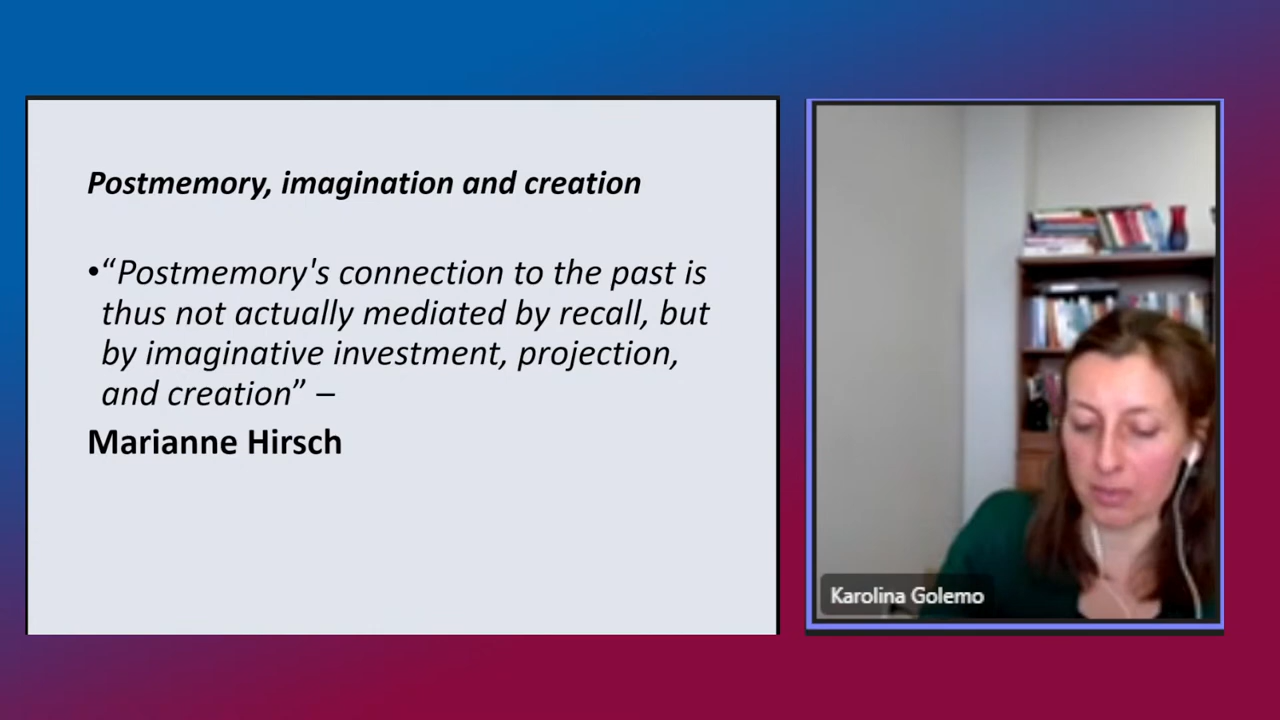 Postmemory, imagination and creation
•“Postmemory's connection to the past is
thus not actually mediated by recall, but
by imaginative investment, projection,
and creation” –
Marianne Hirsch
Karolina Golemo